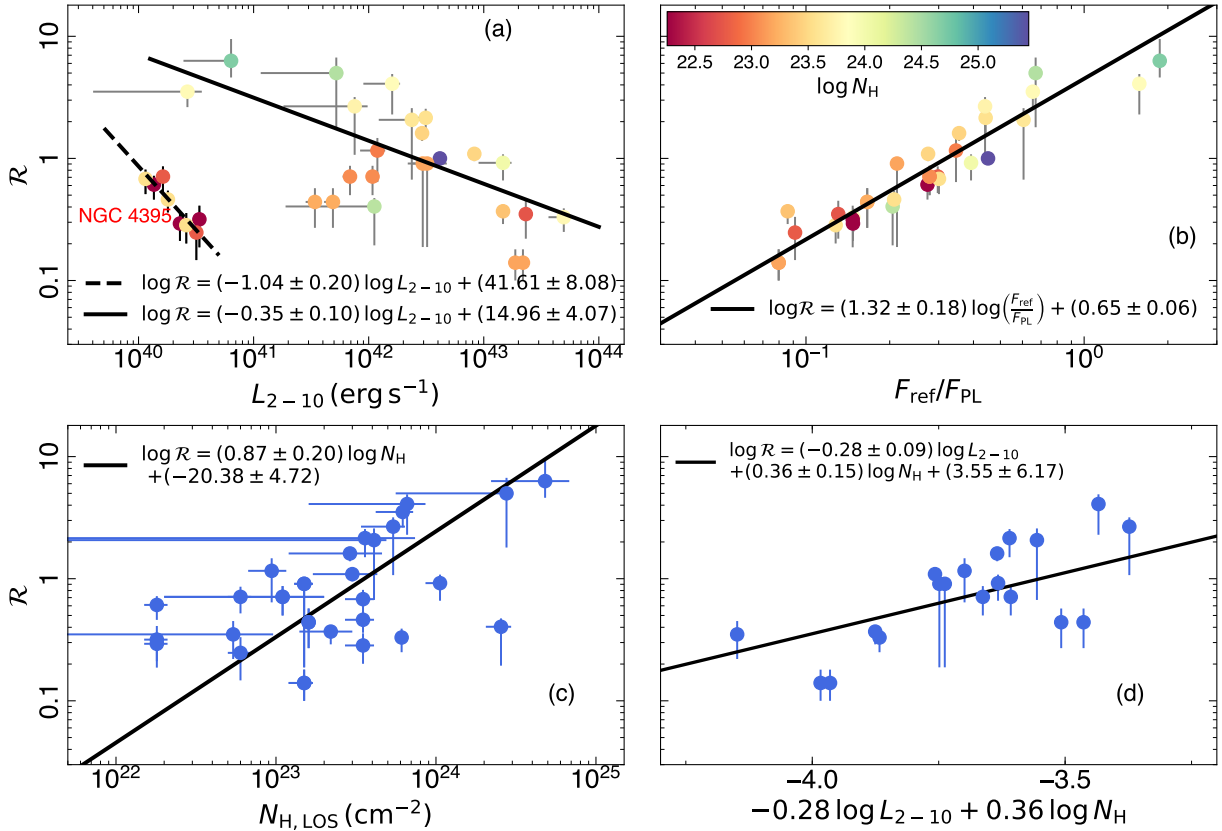 (a)
10
1
0.1
R
NGC 4395
log R = (−1.04 ± 0.20) log L2−10 + (41.61 ± 8.08)
log R = (−0.35 ± 0.10) log L2−10 + (14.96 ± 4.07)
10^40 10^41 10^42 10^43 10^44
L2−10 (erg s^−1)
22.5 23.0 23.5 24.0 24.5 25.0
log NH
(b)
log R = (1.32 ± 0.18) log(Fref/FPL) + (0.65 ± 0.06)
10^−1 10^0
Fref/FPL
log R = (0.87 ± 0.20) log NH
+(−20.38 ± 4.72)
10
1
0.1
R
(c)
10^22 10^23 10^24 10^25
NH, LOS (cm^−2)
log R = (−0.28 ± 0.09) log L2−10
+(0.36 ± 0.15) log NH + (3.55 ± 6.17)
(d)
−4.0 −3.5
−0.28 log L2−10 + 0.36 log NH